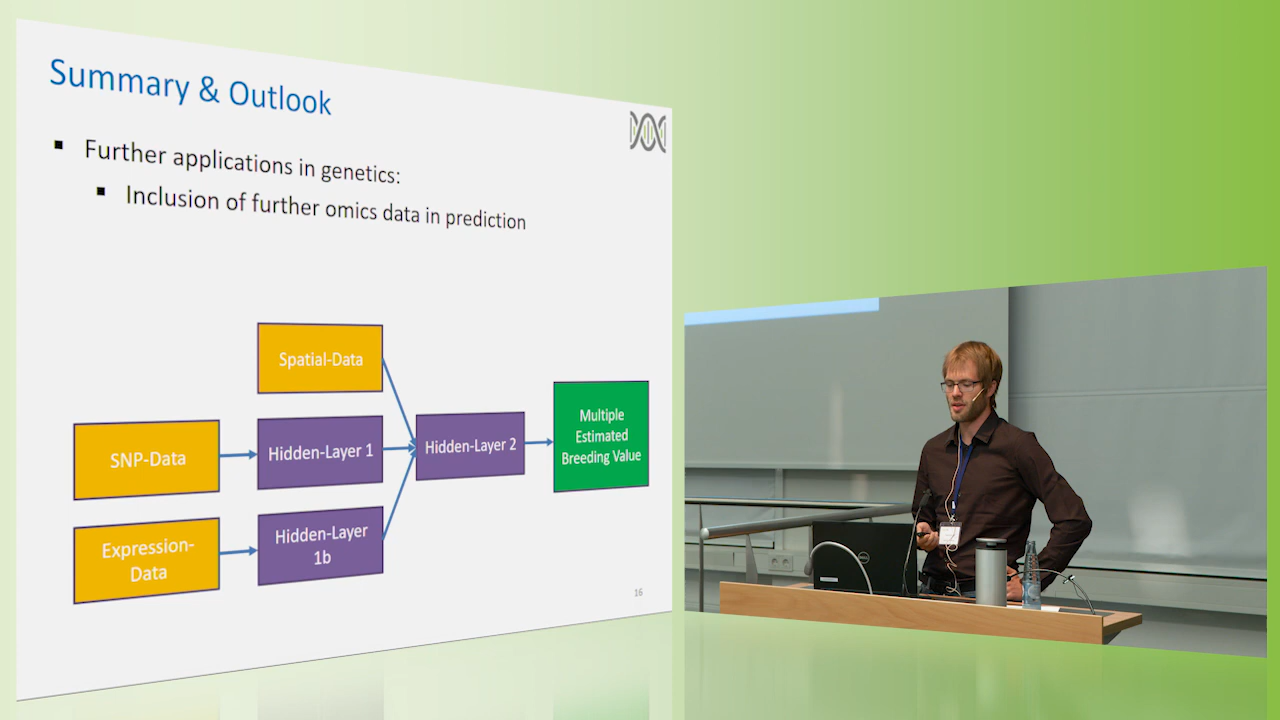 Summary & Outlook
▪ Further applications in genetics:
▪ Inclusion of further omics data in prediction
Spatial-Data
SNP-Data
Hidden-Layer 1
Hidden-Layer 2
Multiple
Estimated
Breeding Value
Expression-
Data
Hidden-Layer
1b
16
DELL